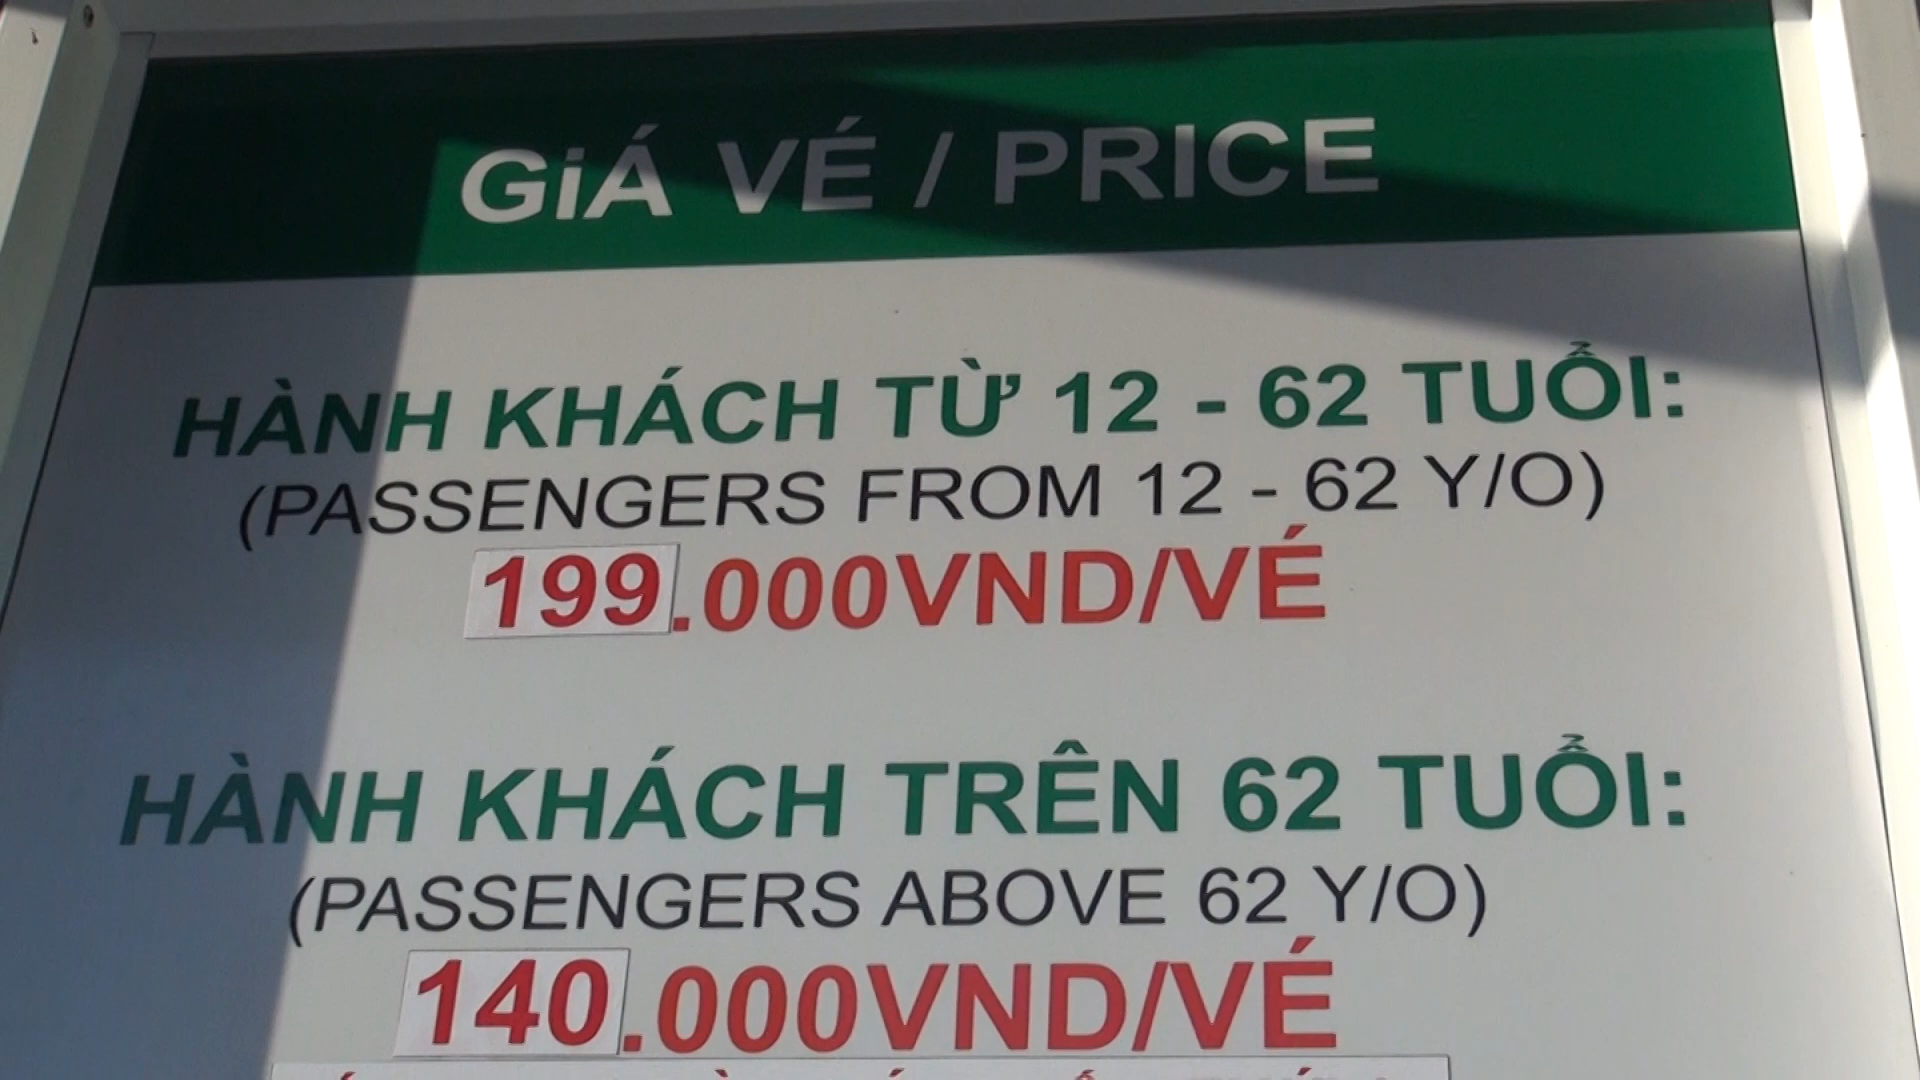 GiÁ VÉ / PRICE
HÀNH KHÁCH TỪ 12 - 62 TUỔI:
(PASSENGERS FROM 12 - 62 Y/O)
199.000VND/VÉ
HÀNH KHÁCH TRÊN 62 TUỔI:
(PASSENGERS ABOVE 62 Y/O)
140.000VND/VÉ